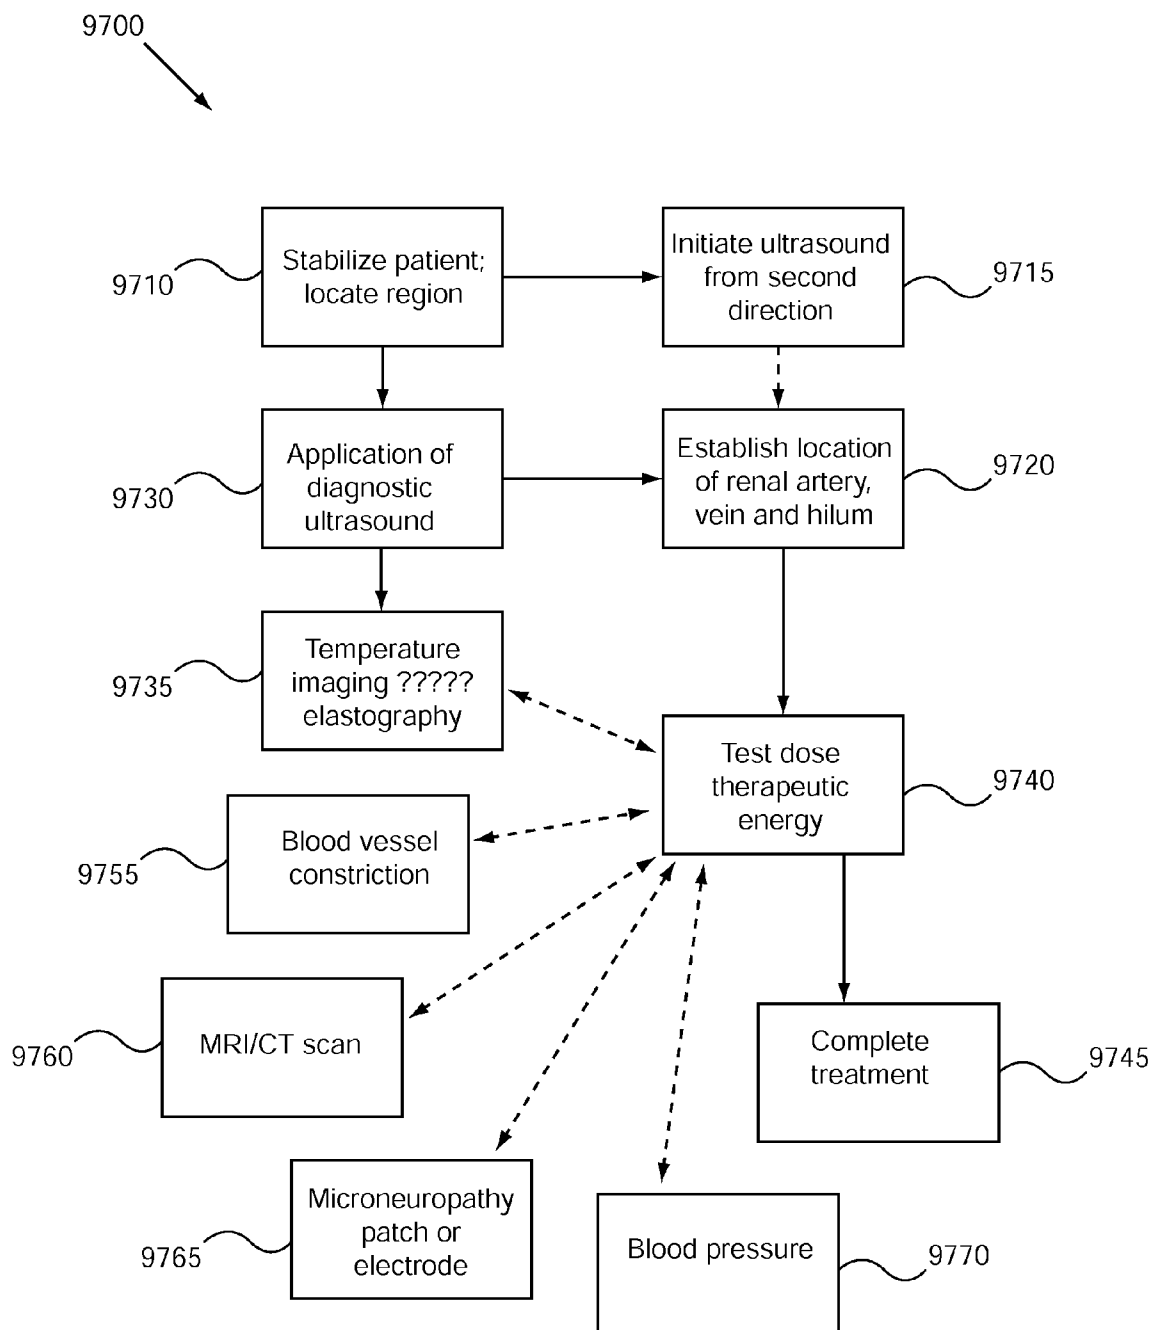 9700
9710
Stabilize patient;
locate region
Initiate ultrasound
from second
direction
9715
9730
Application of
diagnostic
ultrasound
Establish location
of renal artery,
vein and hilum
9720
9735
Temperature
imaging ?????
elastography
Test dose
therapeutic
energy
9740
9755
Blood vessel
constriction
9760
MRI/CT scan
Complete
treatment
9745
9765
Microneuropathy
patch or
electrode
Blood pressure
9770